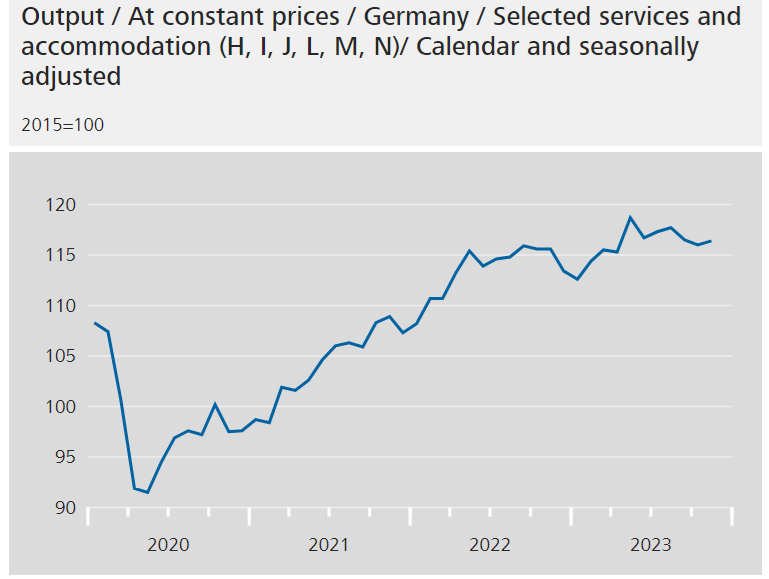 Output / At constant prices / Germany / Selected services and
accommodation (H, I, J, L, M, N)/ Calendar and seasonally
adjusted
2015=100
120
115
110
105
100
95
90
2020 2021 2022 2023